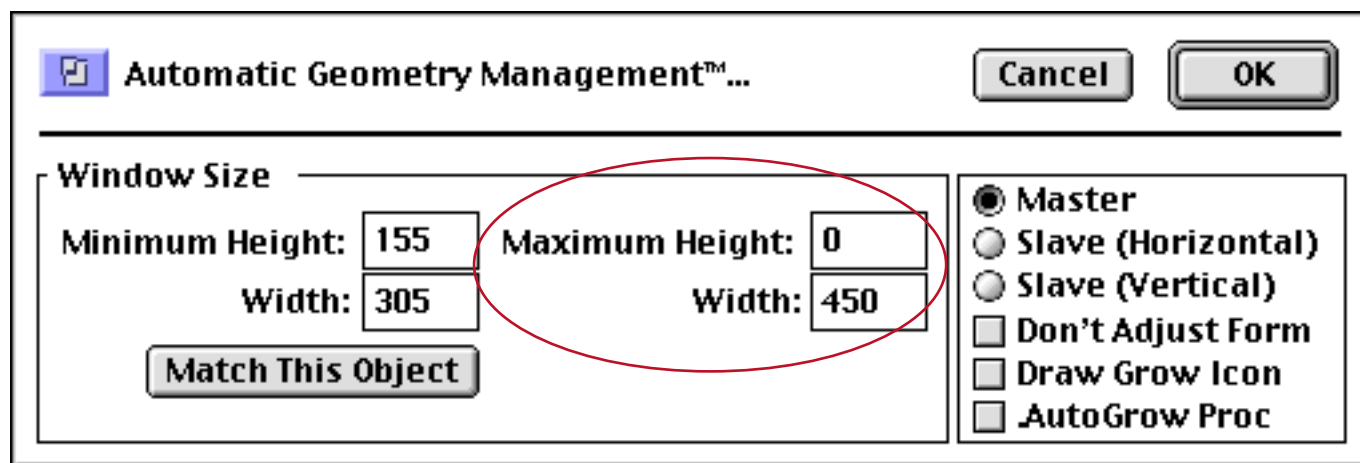 Automatic Geometry Management™...
Cancel
OK
Window Size
Minimum Height: 155
Maximum Height: 0
Width: 305
Width: 450
Match This Object
Master
Slave (Horizontal)
Slave (Vertical)
Don't Adjust Form
Draw Grow Icon
.AutoGrow Proc